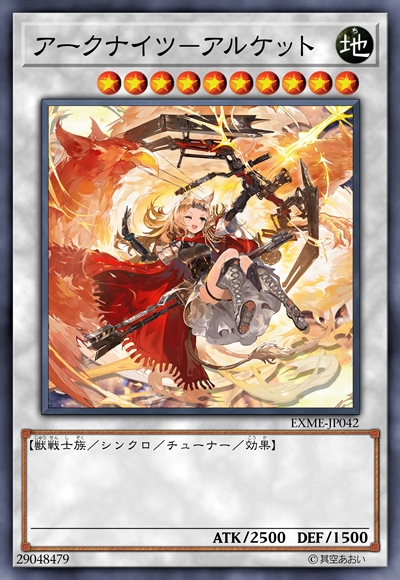 アークナイツ－アルケット
地
EXME-JP042
【獣戦士族／シンクロ／チューナー／効果】
ATK/2500 DEF/1500
29048479
©其空あおい